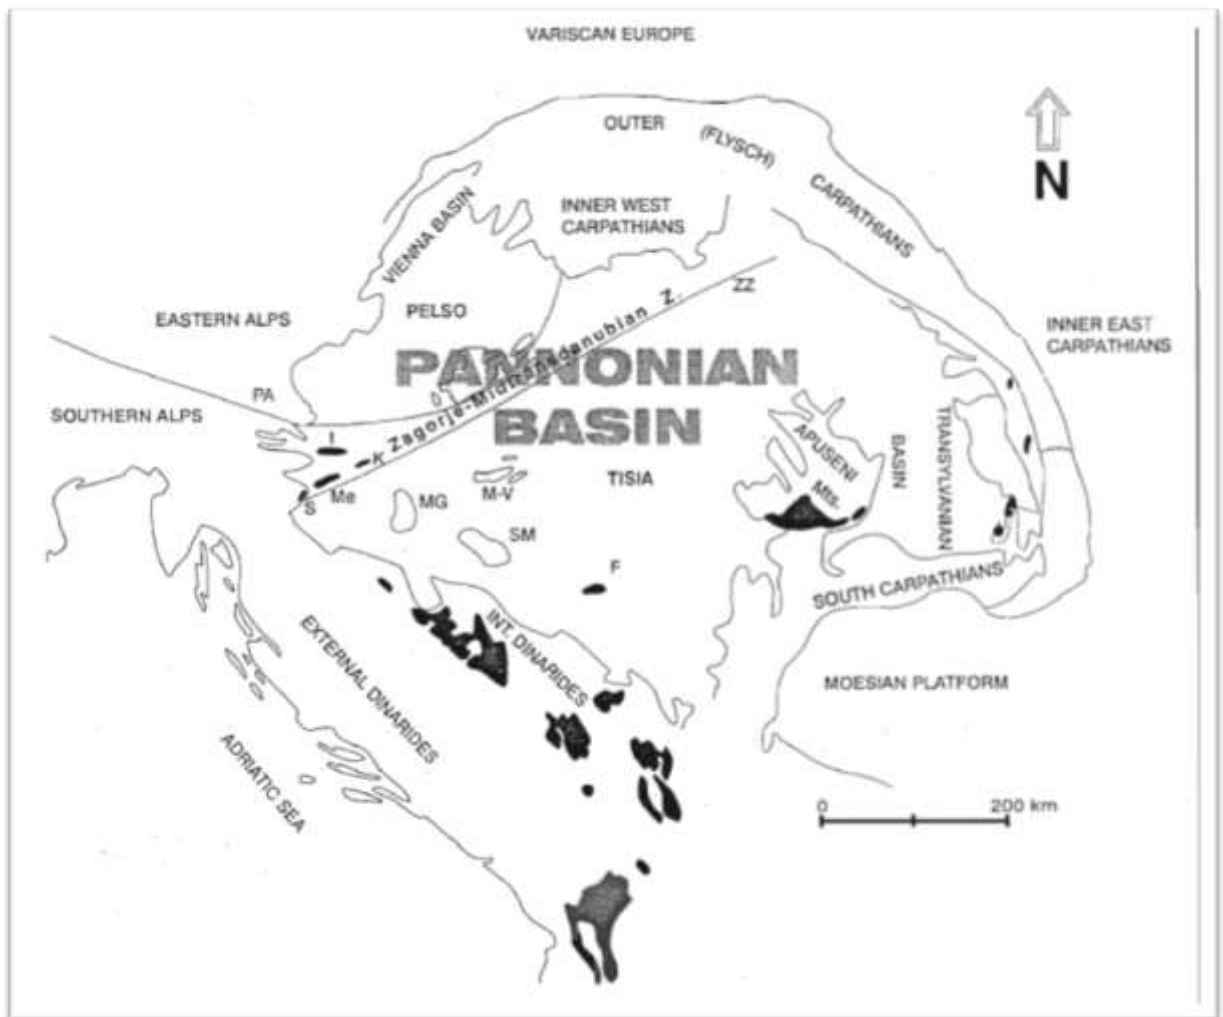 VARISCAN EUROPE
OUTER
(FLYSCH)
CARPATHIANS
N
INNER WEST
CARPATHIANS
VIENNA BASIN
PELSO
ZZ
EASTERN ALPS
INNER EAST
CARPATHIANS
Zagorje-Midtransdanubian Z.
PANNONIAN
BASIN
PA
SOUTHERN ALPS
I
K
Me
S
MG
M-V
SM
TISIA
F
APUSENI
Mts.
BASIN
TRANSYLVANIAN
SOUTH CARPATHIANS
INT. DINARIDES
EXTERNAL DINARIDES
MOESIAN PLATFORM
ADRIATIC SEA
0 200 km